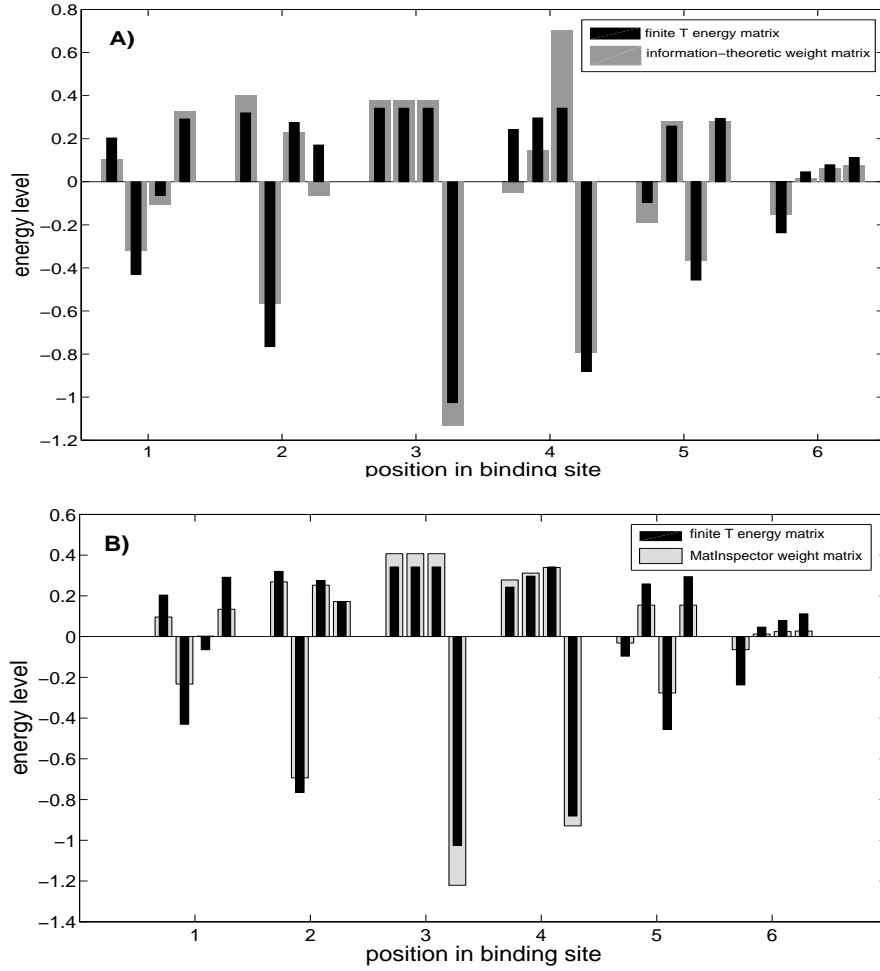 A)
finite T energy matrix
information−theoretic weight matrix
energy level
0.8
0.6
0.4
0.2
0
−0.2
−0.4
−0.6
−0.8
−1
−1.2
1 2 3 4 5 6
position in binding site
B)
finite T energy matrix
MatInspector weight matrix
energy level
0.6
0.4
0.2
0
−0.2
−0.4
−0.6
−0.8
−1
−1.2
−1.4
1 2 3 4 5 6
position in binding site